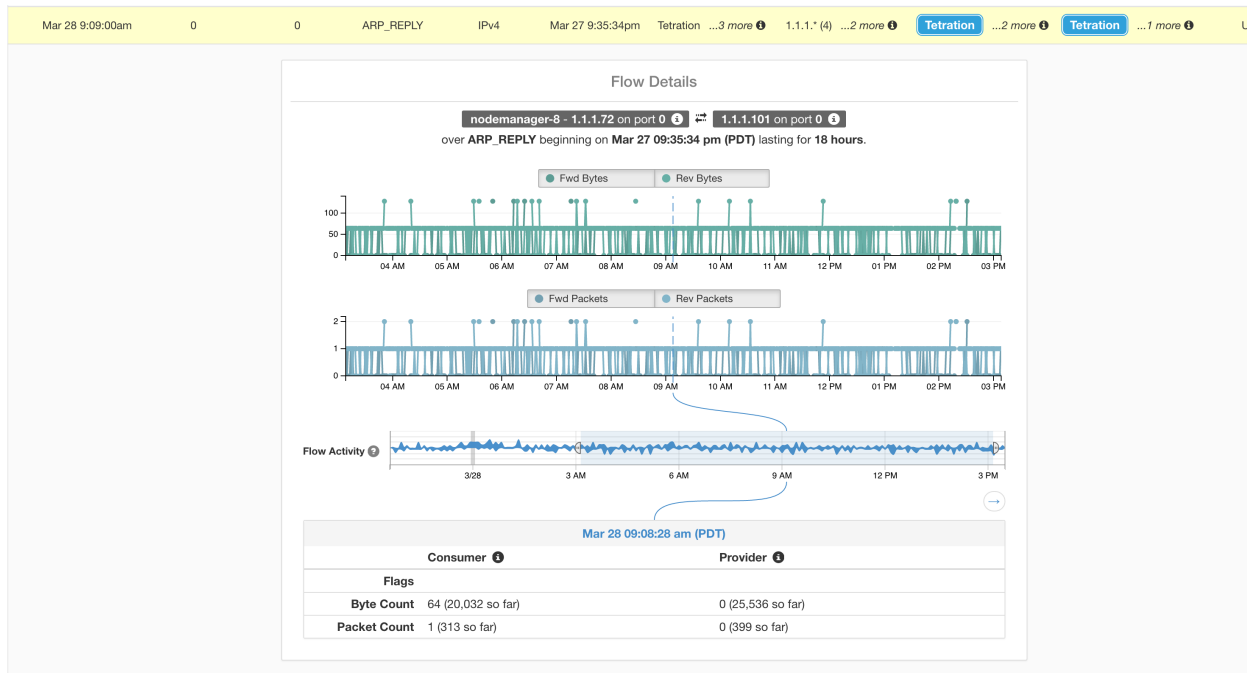 Mar 28 9:09:00am 0 0 ARP_REPLY IPv4 Mar 27 9:35:34pm Tetration ...3 more 1.1.1.* (4) ...2 more Tetration ...2 more Tetration ...1 more
Flow Details
nodemanager-8 - 1.1.1.72 on port 0 1.1.1.101 on port 0
over ARP_REPLY beginning on Mar 27 09:35:34 pm (PDT) lasting for 18 hours.
Fwd Bytes Rev Bytes
100
50
0
04 AM 05 AM 06 AM 07 AM 08 AM 09 AM 10 AM 11 AM 12 PM 01 PM 02 PM 03 PM
Fwd Packets Rev Packets
2
1
0
04 AM 05 AM 06 AM 07 AM 08 AM 09 AM 10 AM 11 AM 12 PM 01 PM 02 PM 03 PM
Flow Activity ?
3/28 3 AM 6 AM 9 AM 12 PM 3 PM
Mar 28 09:08:28 am (PDT)
Consumer Provider
Flags
Byte Count 64 (20,032 so far) 0 (25,536 so far)
Packet Count 1 (313 so far) 0 (399 so far)